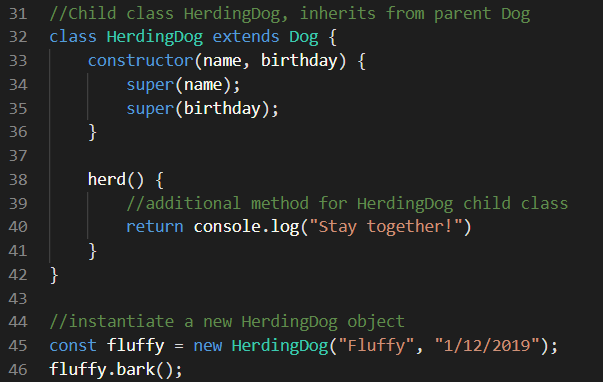 31 //Child class HerdingDog, inherits from parent Dog
32 class HerdingDog extends Dog {
33     constructor(name, birthday) {
34         super(name);
35         super(birthday);
36     }
37
38     herd() {
39         //additional method for HerdingDog child class
40         return console.log("Stay together!")
41     }
42 }
43
44 //instantiate a new HerdingDog object
45 const fluffy = new HerdingDog("Fluffy", "1/12/2019");
46 fluffy.bark();